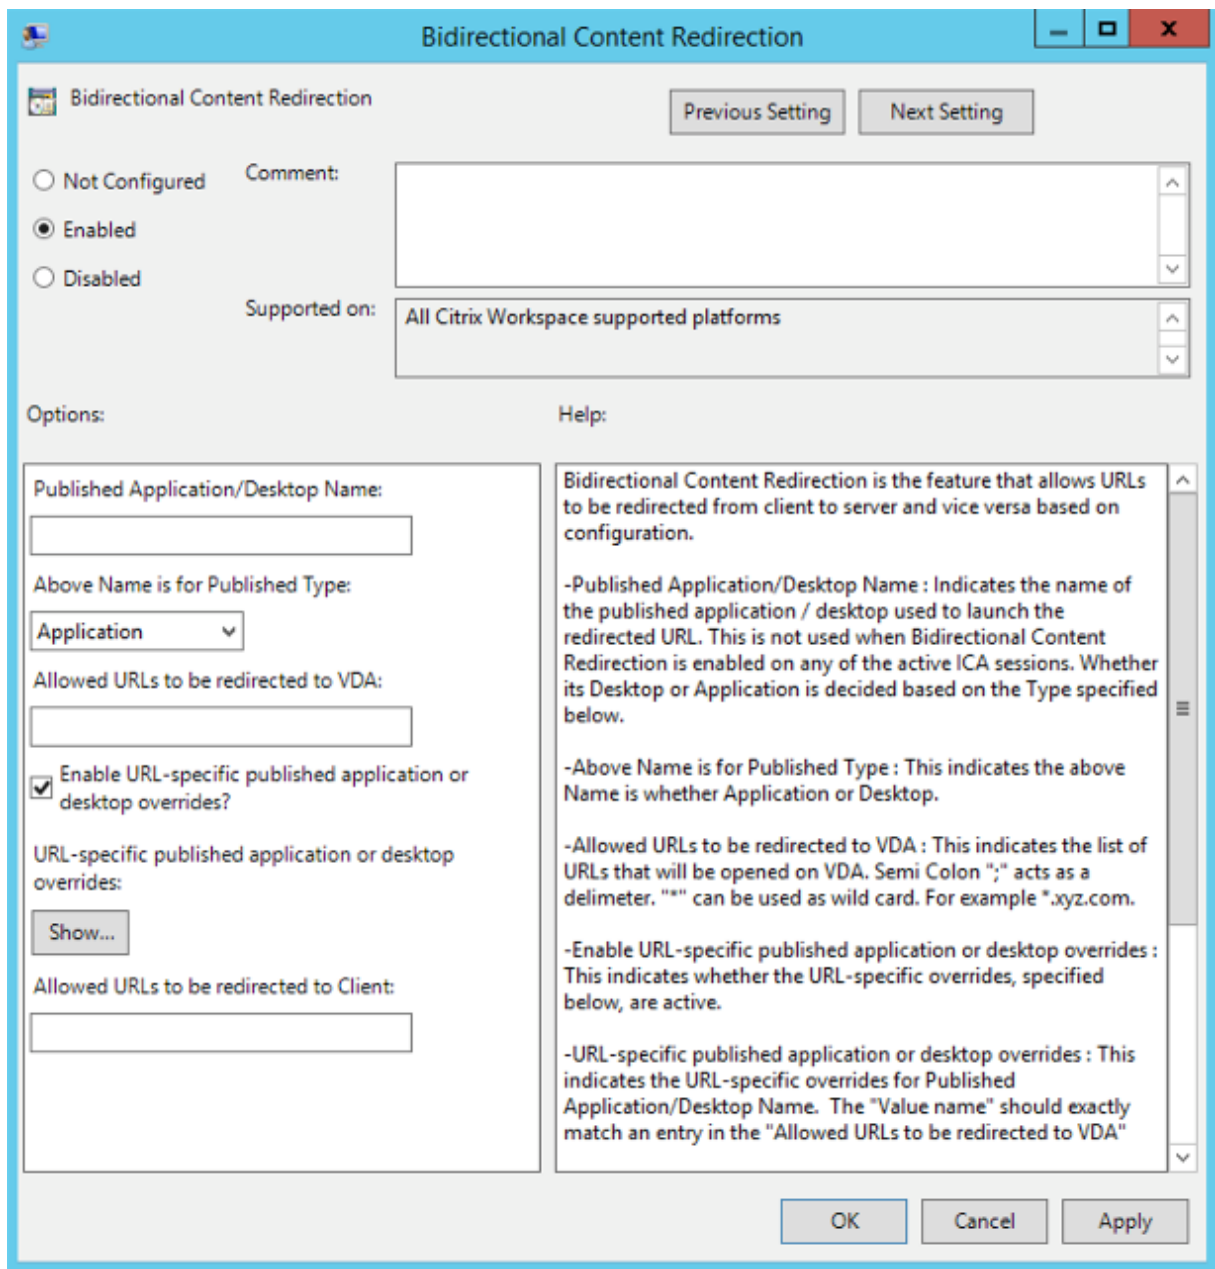 Bidirectional Content Redirection
Bidirectional Content Redirection
Previous Setting
Next Setting
Not Configured
Comment:
Enabled
Disabled
Supported on:
All Citrix Workspace supported platforms
Options:
Help:
Published Application/Desktop Name:
Above Name is for Published Type:
Application
Allowed URLs to be redirected to VDA:
Enable URL-specific published application or
desktop overrides?
URL-specific published application or desktop
overrides:
Show...
Allowed URLs to be redirected to Client:
Bidirectional Content Redirection is the feature that allows URLs
to be redirected from client to server and vice versa based on
configuration.
-Published Application/Desktop Name : Indicates the name of
the published application / desktop used to launch the
redirected URL. This is not used when Bidirectional Content
Redirection is enabled on any of the active ICA sessions. Whether
its Desktop or Application is decided based on the Type specified
below.
-Above Name is for Published Type : This indicates the above
Name is whether Application or Desktop.
-Allowed URLs to be redirected to VDA : This indicates the list of
URLs that will be opened on VDA. Semi Colon ";" acts as a
delimeter. "*" can be used as wild card. For example *.xyz.com.
-Enable URL-specific published application or desktop overrides :
This indicates whether the URL-specific overrides, specified
below, are active.
-URL-specific published application or desktop overrides : This
indicates the URL-specific overrides for Published
Application/Desktop Name.  The "Value name" should exactly
match an entry in the "Allowed URLs to be redirected to VDA"
OK
Cancel
Apply